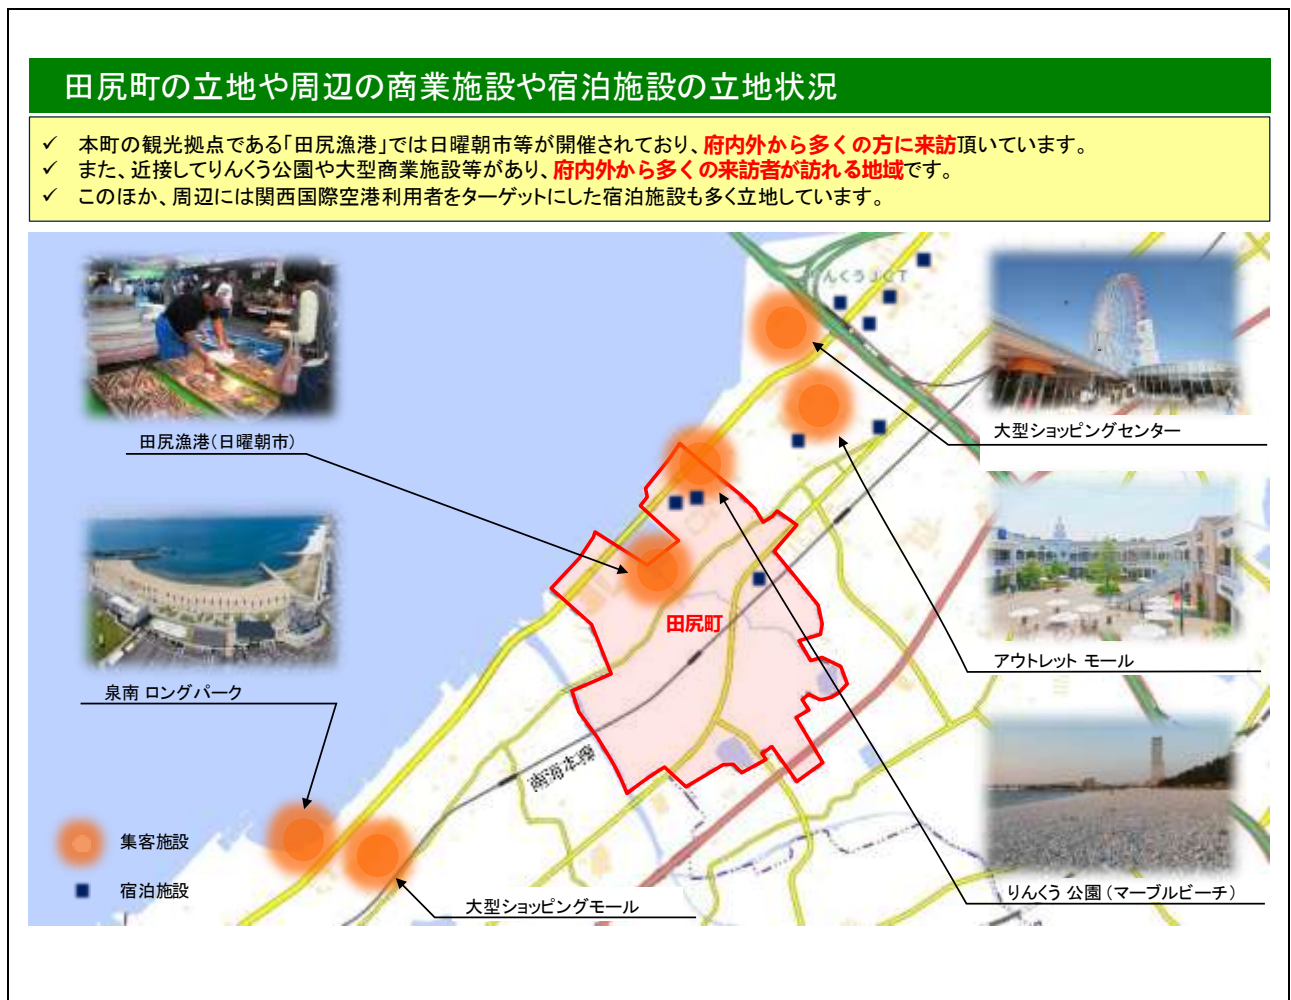 田尻町の立地や周辺の商業施設や宿泊施設の立地状況
✓ 本町の観光拠点である「田尻漁港」では日曜朝市等が開催されており、府内外から多くの方に来訪頂いています。
✓ また、近接してりんくう公園や大型商業施設等があり、府内外から多くの来訪者が訪れる地域です。
✓ このほか、周辺には関西国際空港利用者をターゲットにした宿泊施設も多く立地しています。
りんくうJCT
大型ショッピングセンター
田尻漁港(日曜朝市)
田尻町
アウトレット モール
泉南 ロングパーク
南海本線
集客施設
宿泊施設
りんくう 公園(マーブルビーチ)
大型ショッピングモール